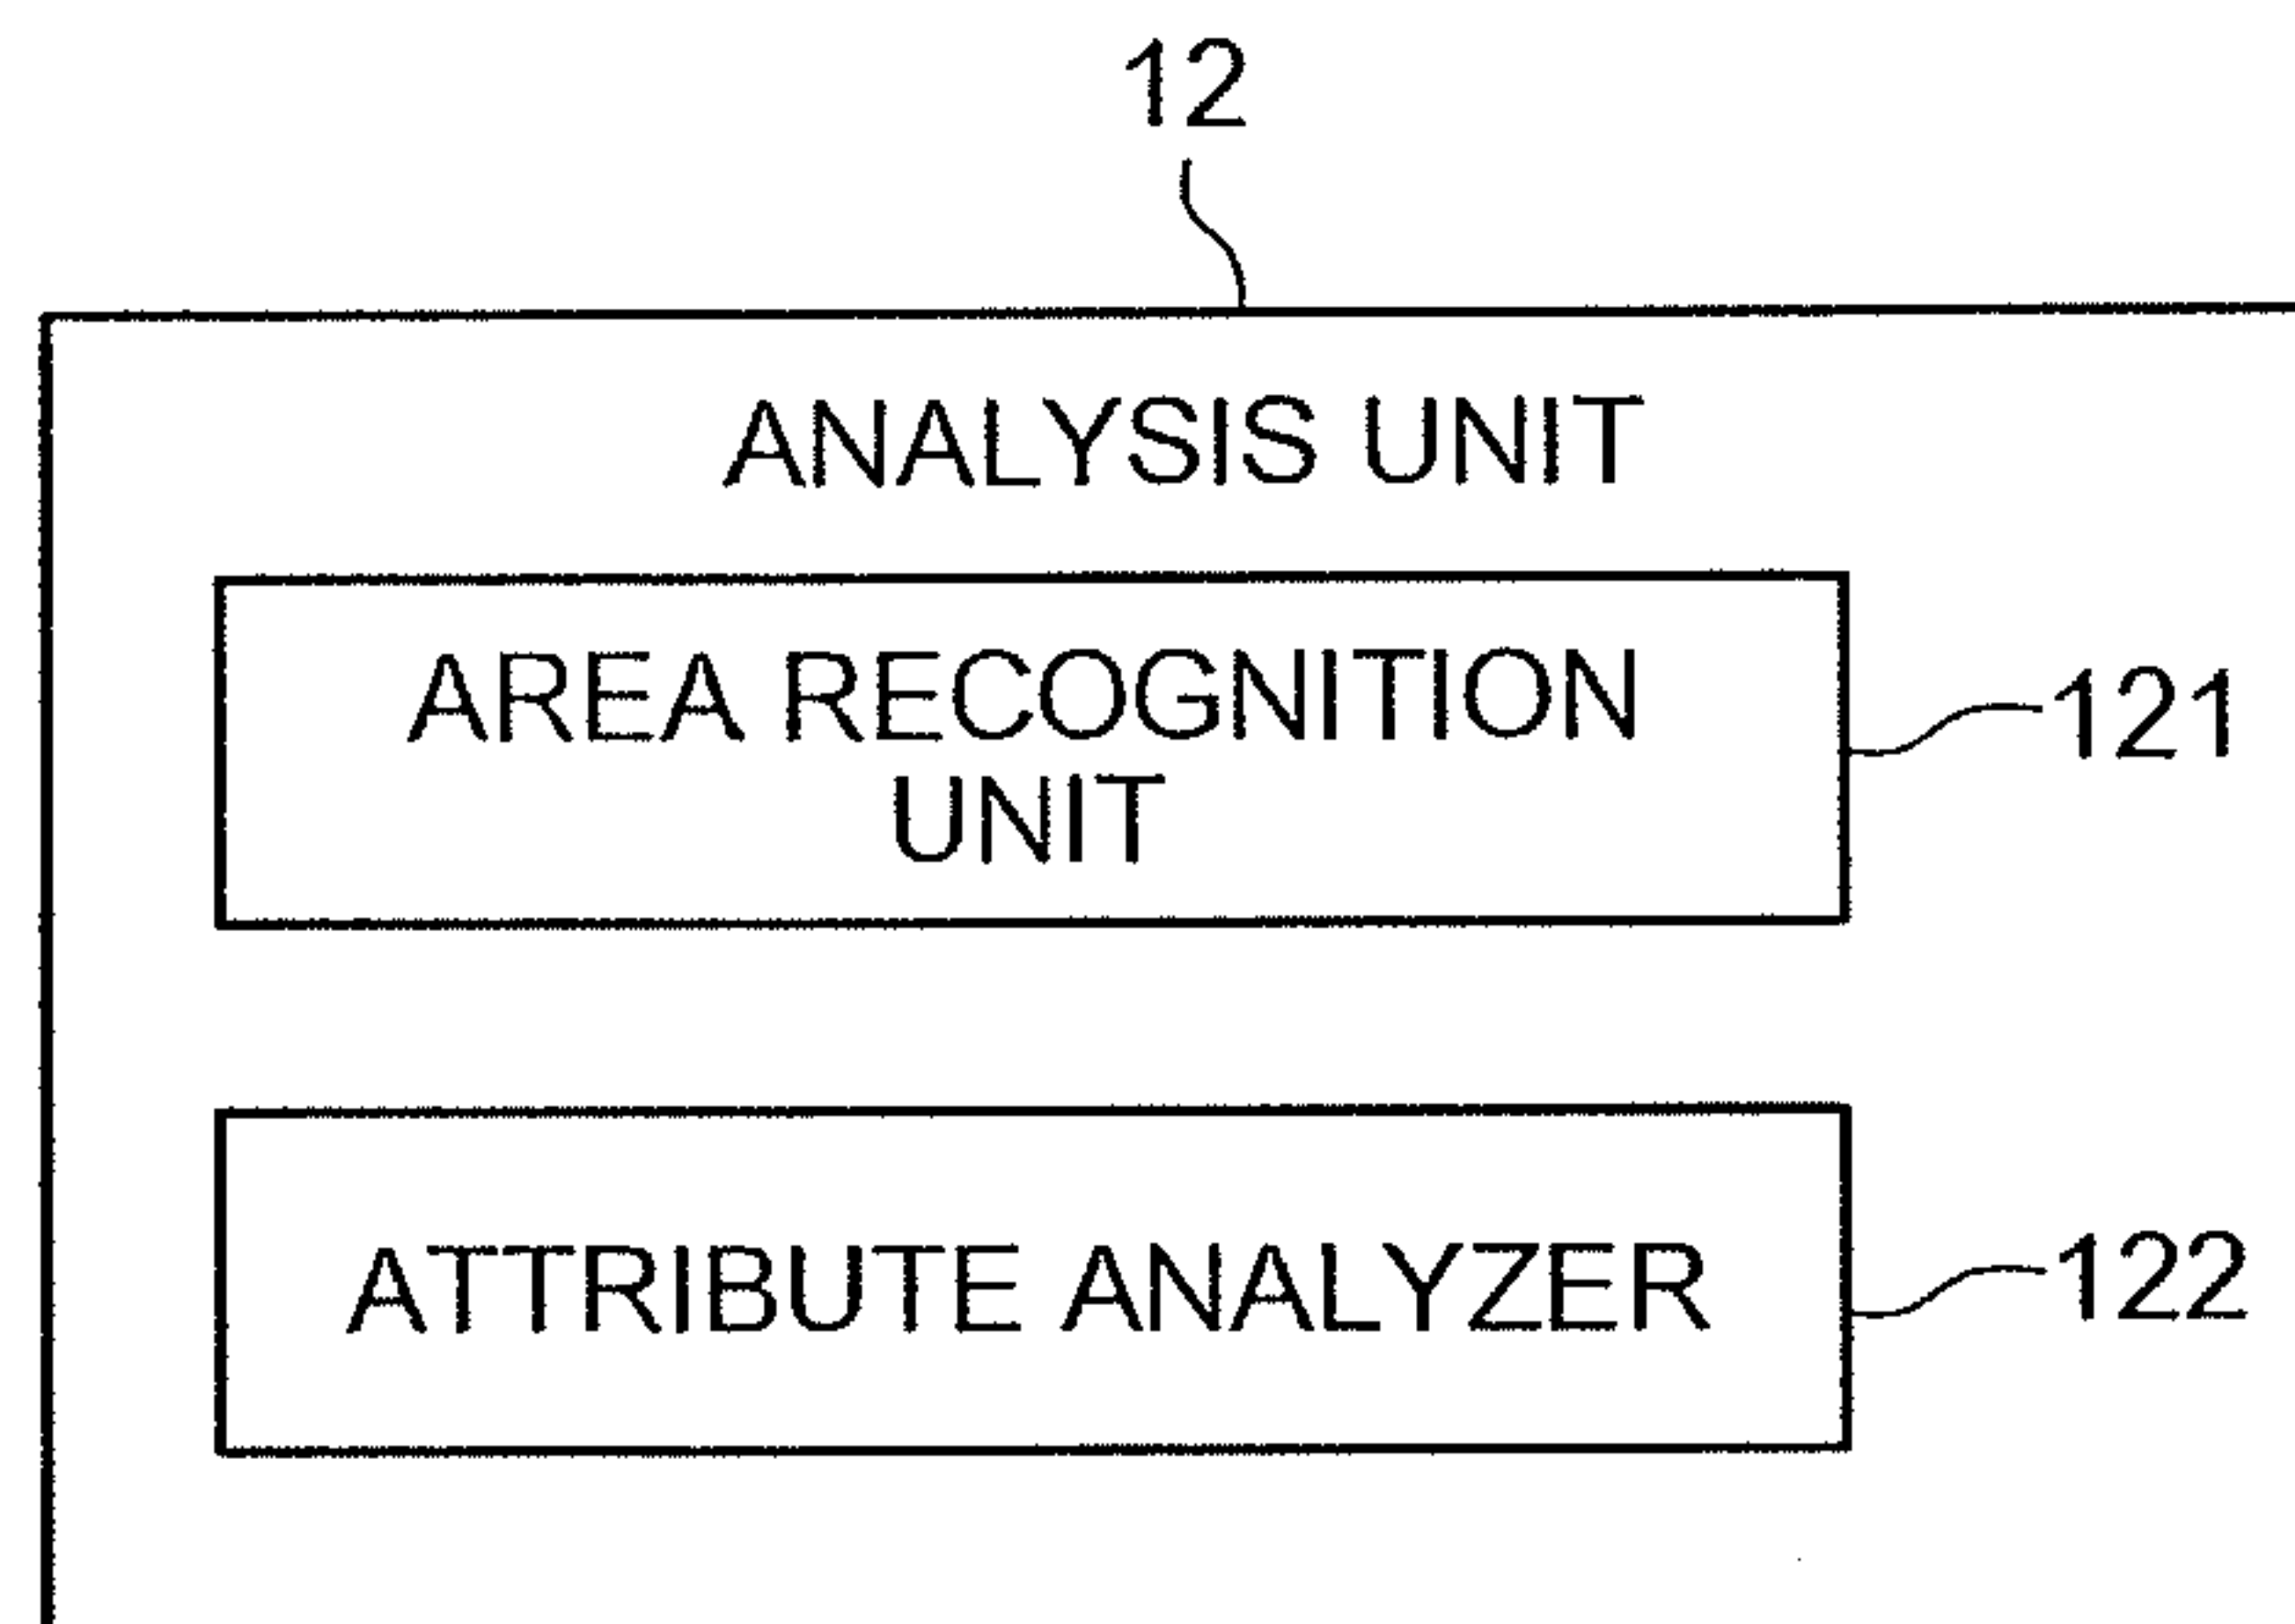 12
ANALYSIS UNIT
AREA RECOGNITION
UNIT
121
ATTRIBUTE ANALYZER
122